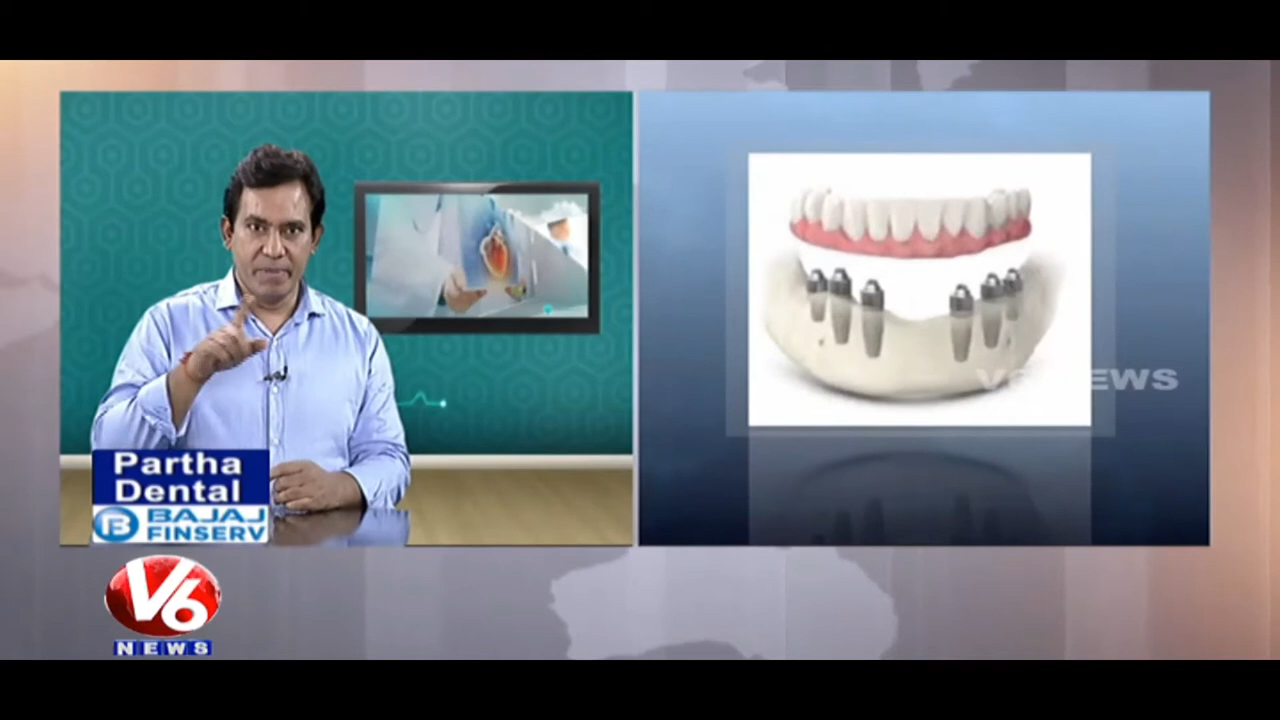 Partha
Dental
BAJAJ
FINSERV
V6 NEWS
V6
NEWS